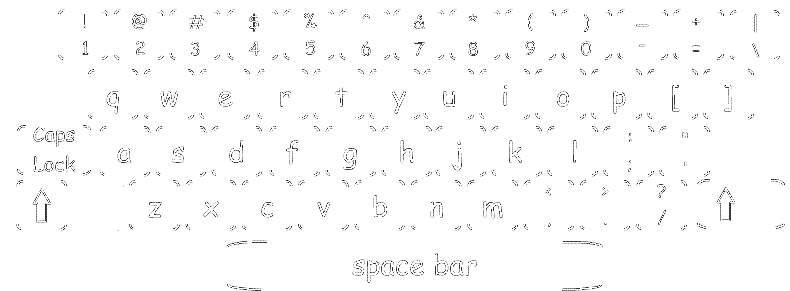 ! @ # $ % ^ & * ( ) _ + |
1 2 3 4 5 6 7 8 9 0 - = \
q w e r t y u i o p [ ]
Caps Lock a s d f g h j k l : ; " '
z x c v b n m < > ? /
space bar